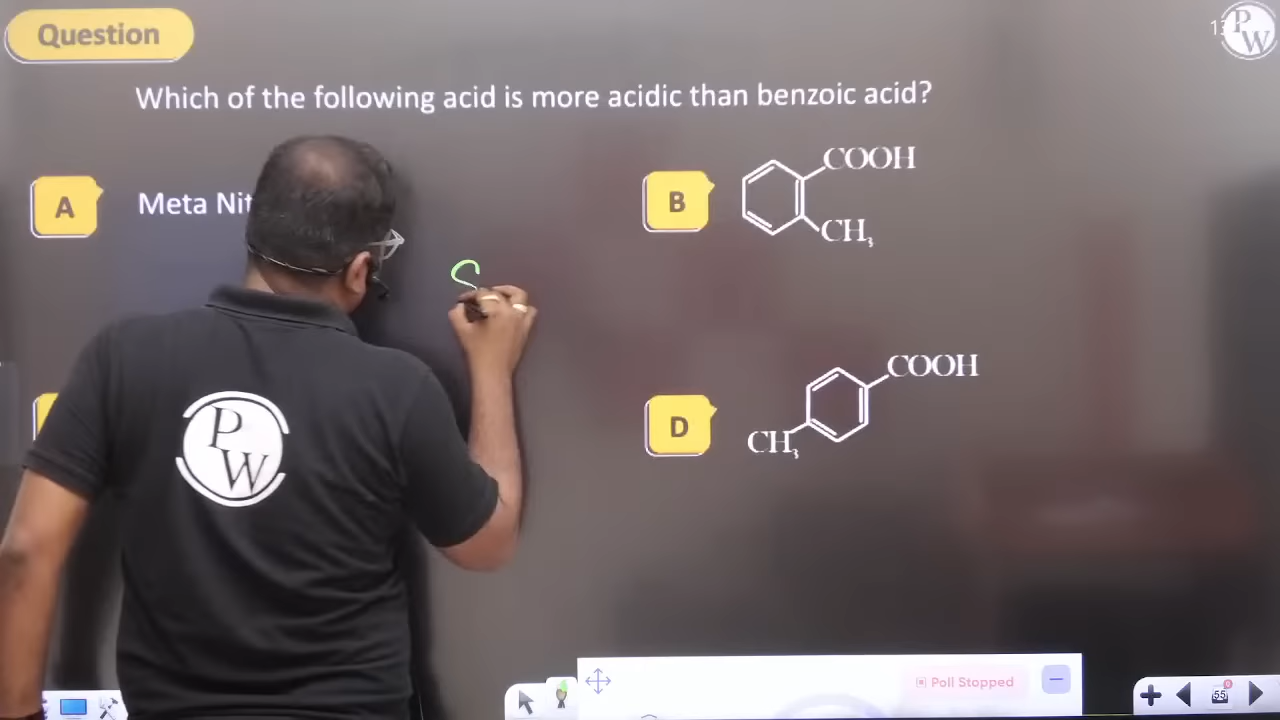 Question
Which of the following acid is more acidic than benzoic acid?
A
Meta Nit
B
COOH
CH₃
D
COOH
CH₃
P
W
P
W
S
Poll Stopped
55